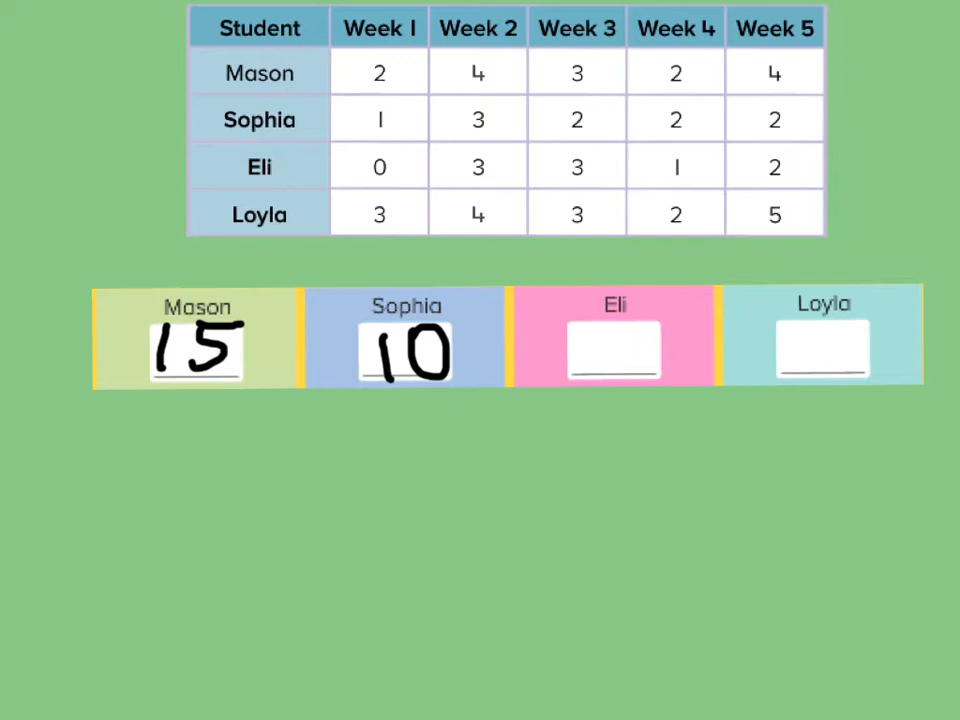 Student Week 1 Week 2 Week 3 Week 4 Week 5
Mason 2 4 3 2 4
Sophia 1 3 2 2 2
Eli 0 3 3 1 2
Loyla 3 4 3 2 5
Mason Sophia Eli Loyla
15 10